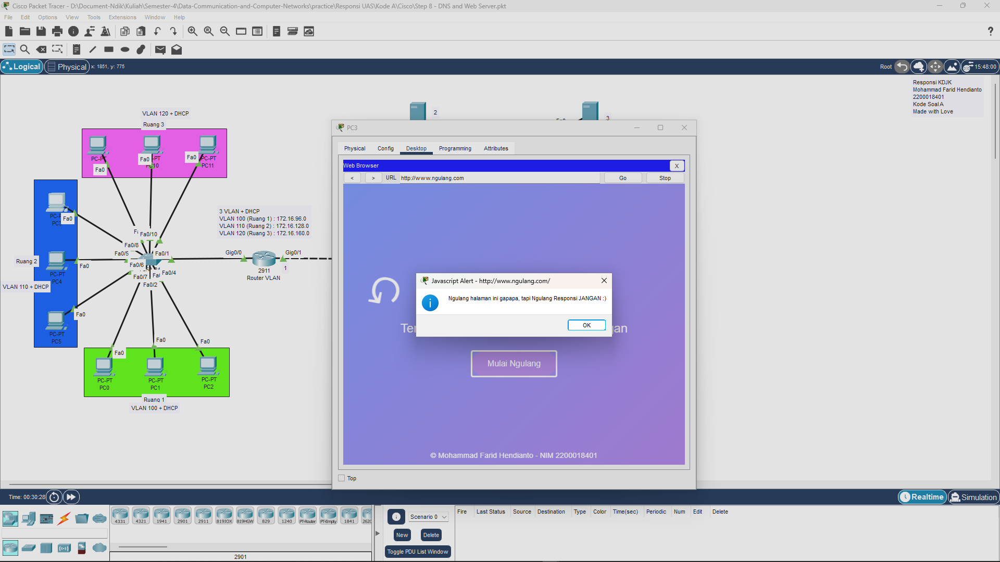 Cisco Packet Tracer - D:\Document-Ndik\Kuliah\Semester-4\Data-Communication-and-Computer-Networks\practice\Responsi UAS\Kode A\Cisco\Step 8 - DNS and Web Server.pkt
File Edit Options View Tools Extensions Window Help
Logical Physical x: 1851, y: 775
Root 15:48:00
Responsi KDJK
Mohammad Farid Hendianto
2200018401
Kode Soal A
Made with Love
VLAN 120 + DHCP
Ruang 3
2
3
Fa0
PC-PT
Fa0
Fa0
-PT
PC10
Fa0
PC-PT
PC11
PC3
Physical Config Desktop Programming Attributes
Web Browser X
< > URL http://www.ngulang.com Go Stop
Fa0
3 VLAN + DHCP
VLAN 100 (Ruang 1) : 172.16.96.0
VLAN 110 (Ruang 2) : 172.16.128.0
VLAN 120 (Ruang 3) : 172.16.160.0
Fa0/10
Fa0/8
Fa0/5
Fa0/1
Fa0/6
Fa0/4
Fa0/7
Fa0/2
Gig0/0
Gig0/1
2911
Router VLAN
1
Ruang 2
VLAN 110 + DHCP
Fa0
PC-PT
PC4
Fa0
PC-PT
PC5
Javascript Alert - http://www.ngulang.com/
Ngulang halaman ini gapapa, tapi Ngulang Responsi JANGAN :)
OK
Mulai Ngulang
© Mohammad Farid Hendianto - NIM 2200018401
Top
Fa0
Fa0
Fa0
PC-PT
PC0
PC-PT
PC1
PC-PT
PC2
Ruang 1
VLAN 100 + DHCP
Time: 00:30:28
Realtime Simulation
4331 4321 1941 2901 2911 819IOX 819HGW 829 1240 PT-Router PT-Empty 1841
2901
Scenario 0
New Delete
Toggle PDU List Window
Fire Last Status Source Destination Type Color Time(sec) Periodic Num Edit Delete